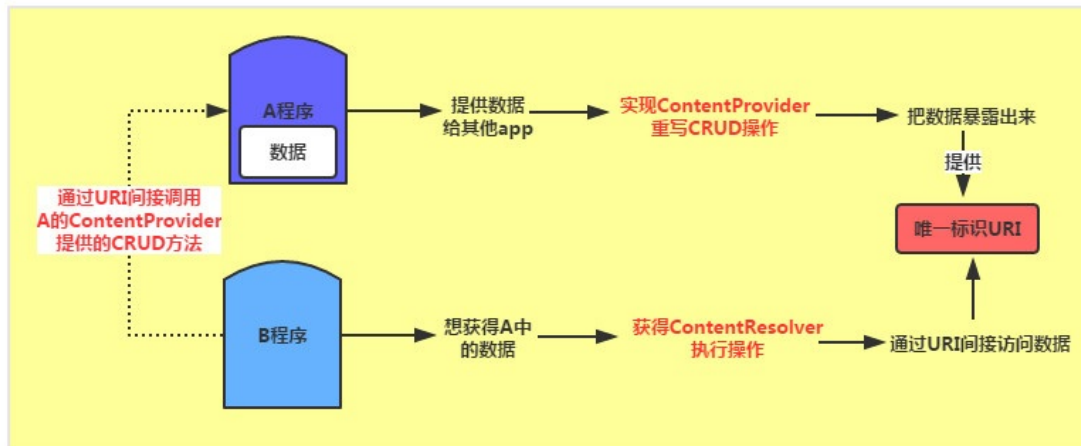 A程序
数据
提供数据
给其他app
实现ContentProvider
重写CRUD操作
把数据暴露出来
提供
唯一标识URI
通过URI间接调用
A的ContentProvider
提供的CRUD方法
B程序
想获得A中
的数据
获得ContentResolver
执行操作
通过URI间接访问数据